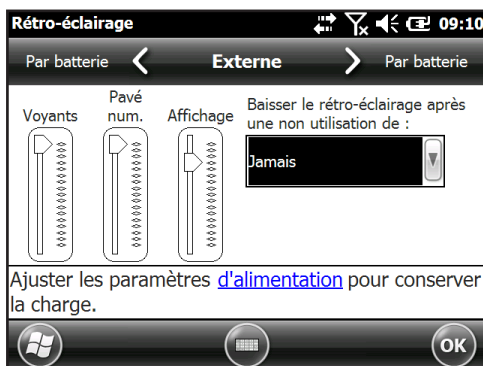 Rétro-éclairage 09:10
Par batterie Externe Par batterie
Voyants
Pavé
num.
Affichage
Baisser le rétro-éclairage après
une non utilisation de :
Jamais
Ajuster les paramètres d'alimentation pour conserver
la charge.
OK